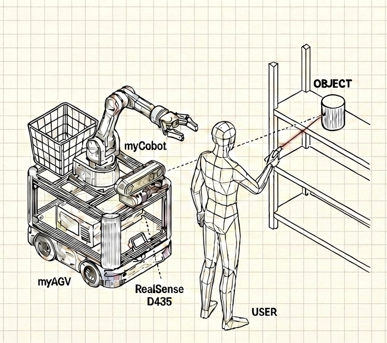 OBJECT
myCobot
RealSense
D435
myAGV
USER